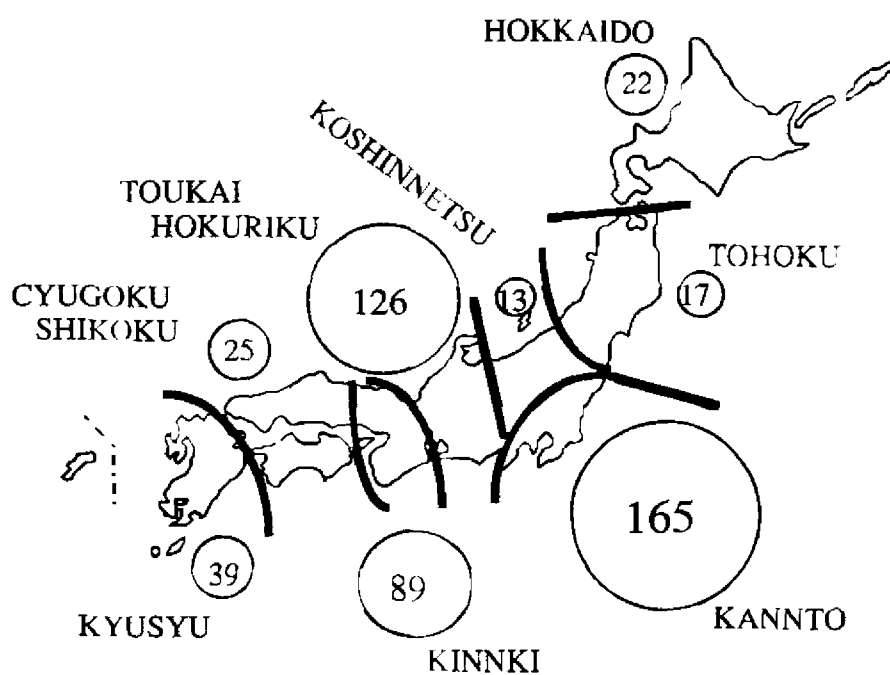 HOKKAIDO
22
KOSHINNETSU
TOUKAI
HOKURIKU
126
13
TOHOKU
17
CYUGOKU
SHIKOKU
25
165
KANNTO
39
KYUSYU
89
KINNKI